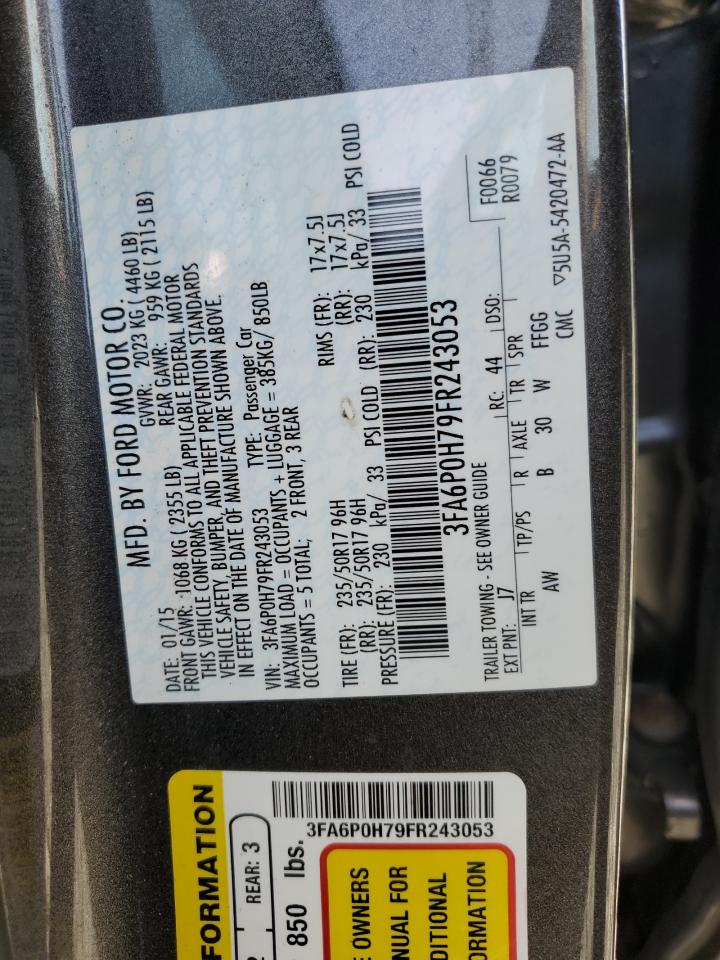 MFD. BY FORD MOTOR CO.
DATE: 01/15 GVWR: 2023 KG (4460 LB)
FRONT GAWR: 1068 KG (2355 LB) REAR GAWR: 959 KG (2115 LB)
THIS VEHICLE CONFORMS TO ALL APPLICABLE FEDERAL MOTOR
VEHICLE SAFETY, BUMPER, AND THEFT PREVENTION STANDARDS
IN EFFECT ON THE DATE OF MANUFACTURE SHOWN ABOVE.
VIN: 3FA6P0H79FR243053 TYPE: Passenger Car
MAXIMUM LOAD = OCCUPANTS + LUGGAGE = 385KG/ 850LB
OCCUPANTS = 5 TOTAL; 2 FRONT, 3 REAR
TIRE (FR): 235/50R17 96H RIMS (FR): 17x7.5J
(RR): 235/50R17 96H (RR): 17x7.5J
PRESSURE (FR): 230 kPa/ 33 PSI COLD (RR): 230 kPa/ 33 PSI COLD
3FA6P0H79FR243053
F0066
R0079
TRAILER TOWING - SEE OWNER GUIDE
EXT PNT: J7 RC: 44 DSO:
INT TR TP/PS R AXLE TR SPR
AW B 30 W FFGG
CMC ▽5U5A-5420472-AA
FORMATION
REAR: 3
850 lbs.
3FA6P0H79FR243053
OWNERS
NUAL FOR
DITIONAL
ORMATION